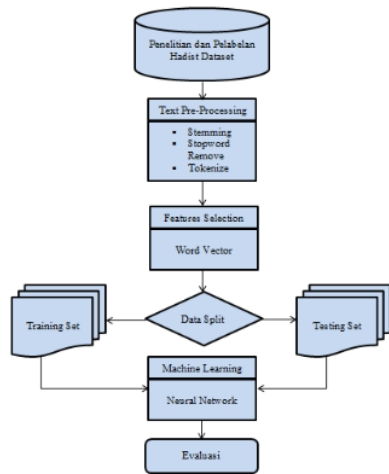 Penelitian dan Pelabelan
Hadist Dataset
Text Pre-Processing
▪ Stemming
▪ Stopword
Remove
▪ Tokenize
Features Selection
Word Vector
Training Set
Data Split
Testing Set
Machine Learning
Neural Network
Evaluasi